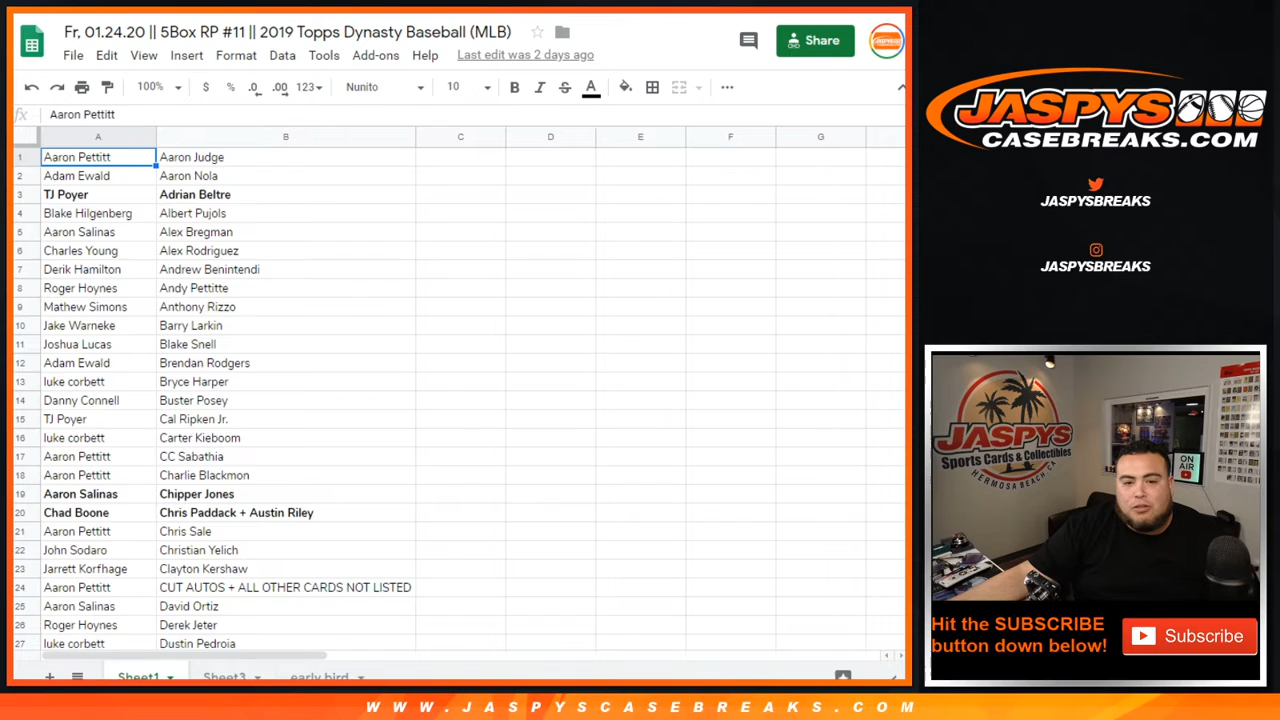 Fr, 01.24.20 || 5Box RP #11 || 2019 Topps Dynasty Baseball (MLB)
File Edit View Insert Format Data Tools Add-ons Help Last edit was 2 days ago
Share
100% $ % .0 .00 123 Nunito 10 B I S A
fx Aaron Pettitt
A B C D E F G
1 Aaron Pettitt Aaron Judge
2 Adam Ewald Aaron Nola
3 TJ Poyer Adrian Beltre
4 Blake Hilgenberg Albert Pujols
5 Aaron Salinas Alex Bregman
6 Charles Young Alex Rodriguez
7 Derik Hamilton Andrew Benintendi
8 Roger Hoynes Andy Pettitte
9 Mathew Simons Anthony Rizzo
10 Jake Warneke Barry Larkin
11 Joshua Lucas Blake Snell
12 Adam Ewald Brendan Rodgers
13 luke corbett Bryce Harper
14 Danny Connell Buster Posey
15 TJ Poyer Cal Ripken Jr.
16 luke corbett Carter Kieboom
17 Aaron Pettitt CC Sabathia
18 Aaron Pettitt Charlie Blackmon
19 Aaron Salinas Chipper Jones
20 Chad Boone Chris Paddack + Austin Riley
21 Aaron Pettitt Chris Sale
22 John Sodaro Christian Yelich
23 Jarrett Korfhage Clayton Kershaw
24 Aaron Pettitt CUT AUTOS + ALL OTHER CARDS NOT LISTED
25 Aaron Salinas David Ortiz
26 Roger Hoynes Derek Jeter
27 luke corbett Dustin Pedroia
Sheet1 Sheet3 early bird
JASPYS
CASEBREAKS.COM
JASPYSBREAKS
JASPYSBREAKS
JASPYS
Sports Cards & Collectibles
HERMOSA BEACH, CA
ON
AIR
Hit the SUBSCRIBE
button down below!
Subscribe
WWW.JASPYSCASEBREAKS.COM